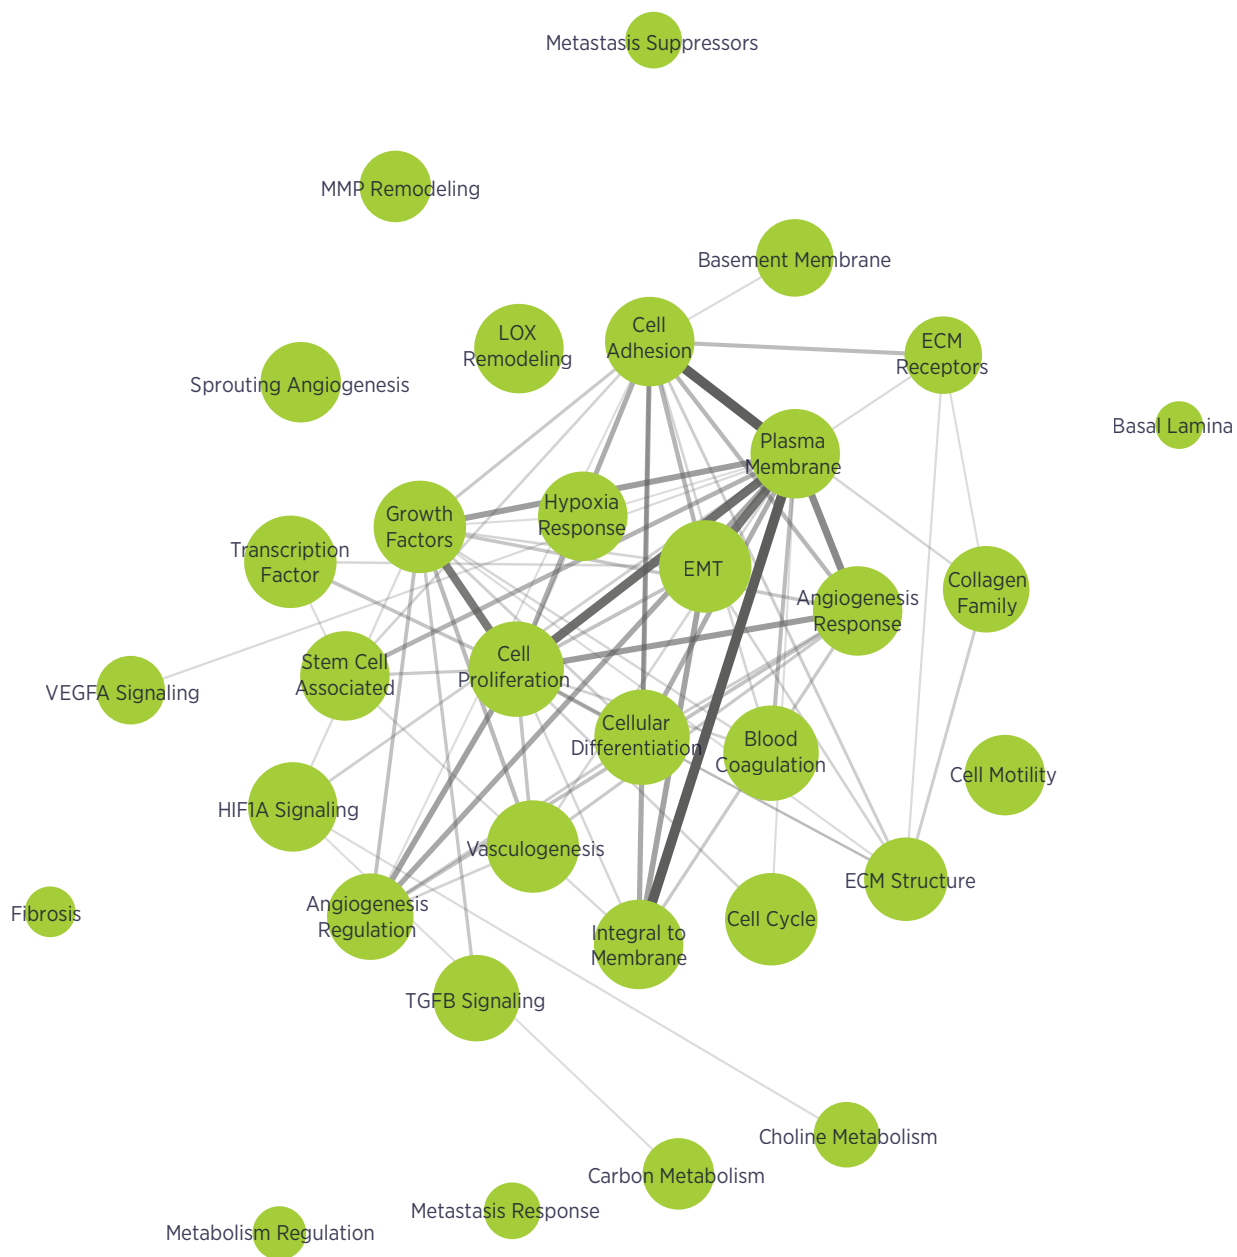 Metastasis Suppressors
MMP Remodeling
Basement Membrane
Cell
Adhesion
LOX
Remodeling
ECM
Receptors
Sprouting Angiogenesis
Basal Lamina
Plasma
Membrane
Hypoxia
Response
Growth
Factors
Transcription
Factor
EMT
Collagen
Family
Angiogenesis
Response
Stem Cell
Associated
Cell
Proliferation
VEGFA Signaling
Cellular
Differentiation
Blood
Coagulation
Cell Motility
HIF1A Signaling
Vasculogenesis
ECM Structure
Fibrosis
Angiogenesis
Regulation
Cell Cycle
Integral to
Membrane
TGFB Signaling
Choline Metabolism
Carbon Metabolism
Metastasis Response
Metabolism Regulation